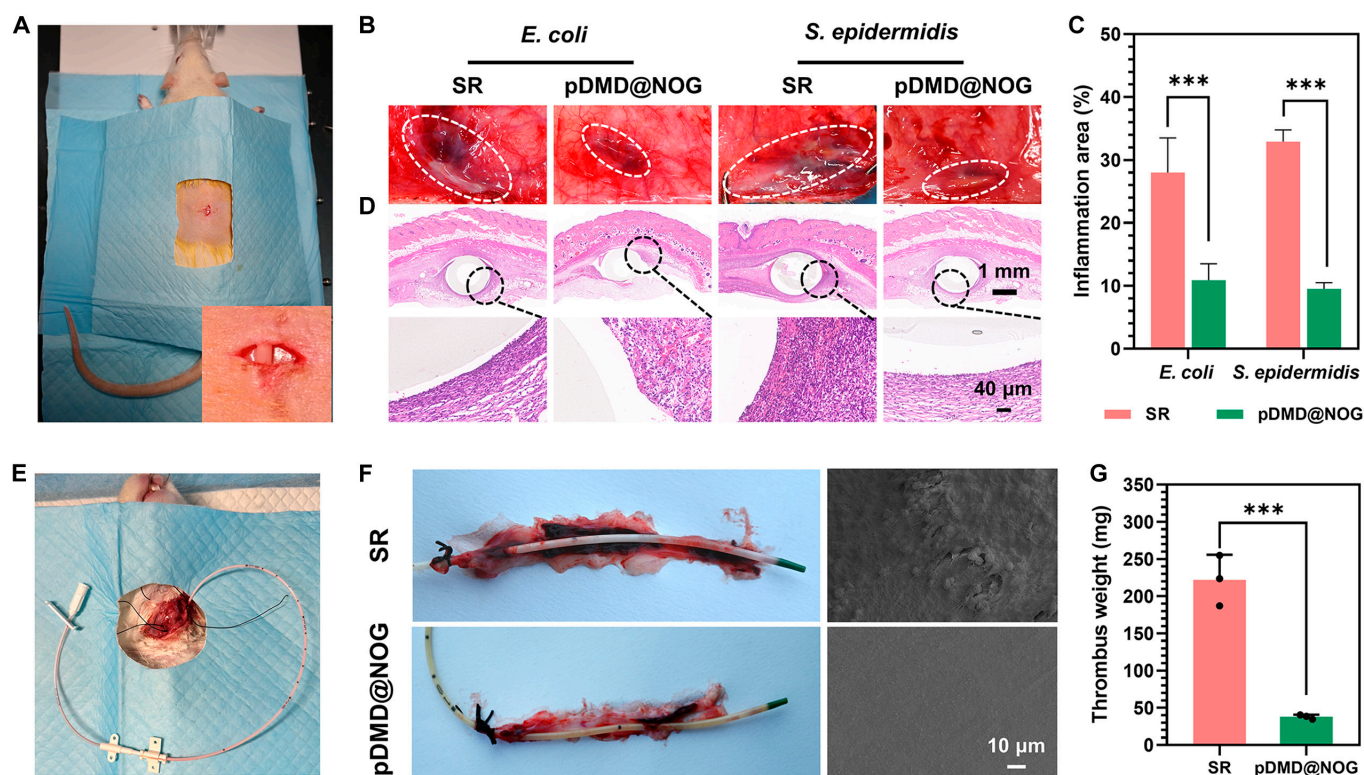 A
B
E. coli
S. epidermidis
SR
pDMD@NOG
SR
pDMD@NOG
D
1 mm
40 µm
C
Inflammation area (%)
50
40
30
20
10
0
***
***
E. coli
S. epidermidis
SR
pDMD@NOG
E
F
SR
pDMD@NOG
10 µm
G
Thrombus weight (mg)
350
300
250
200
150
100
50
0
***
SR
pDMD@NOG